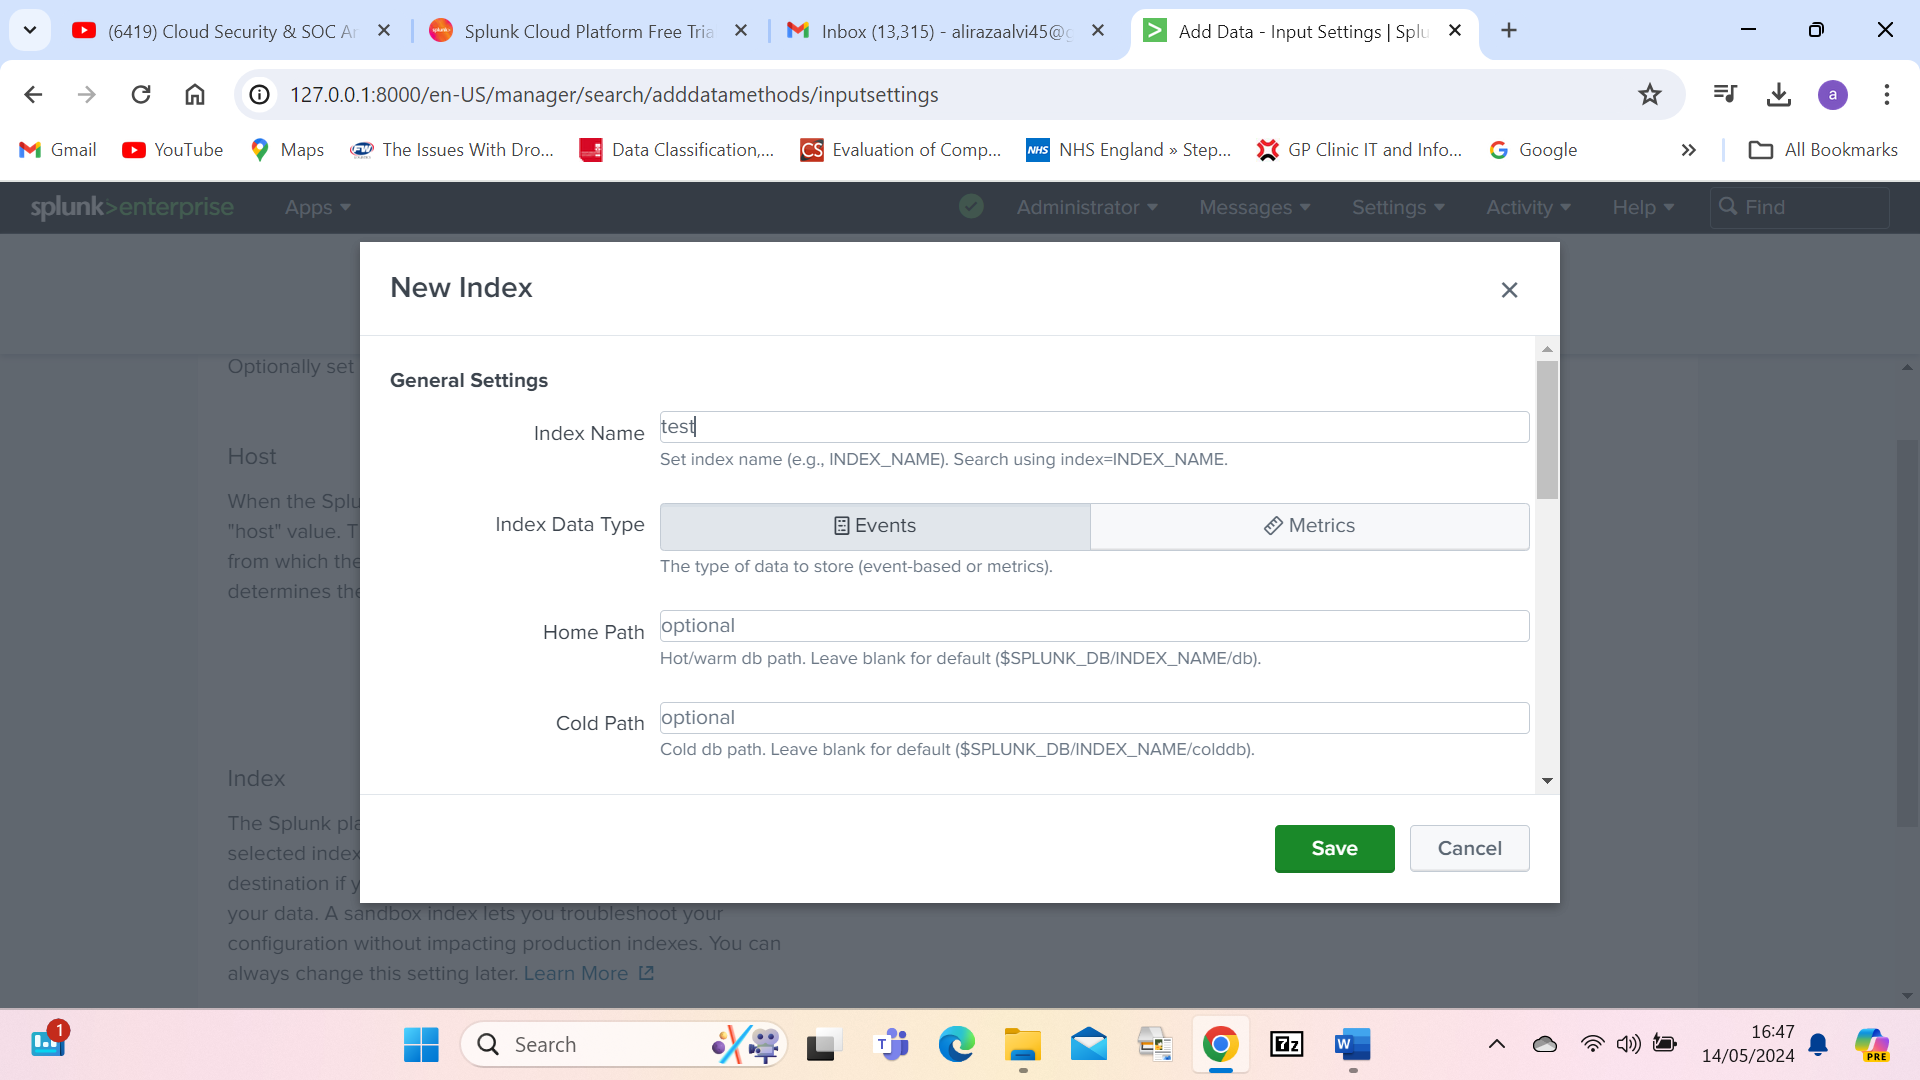 (6419) Cloud Security & SOC Ar
Splunk Cloud Platform Free Tria
Inbox (13,315) - alirazaalvi45@g
Add Data - Input Settings | Splu
127.0.0.1:8000/en-US/manager/search/adddatamethods/inputsettings
a
Gmail
YouTube
Maps
The Issues With Dro...
Data Classification,...
CS
Evaluation of Comp...
NHS
NHS England » Step...
GP Clinic IT and Info...
Google
»
All Bookmarks
splunk>enterprise
Apps
Administrator
Messages
Settings
Activity
Help
Find
New Index
Optionally set
General Settings
Index Name
test
Set index name (e.g., INDEX_NAME). Search using index=INDEX_NAME.
Host
When the Splu
"host" value. T
from which the
determines the
Index Data Type
Events
Metrics
The type of data to store (event-based or metrics).
Home Path
optional
Hot/warm db path. Leave blank for default ($SPLUNK_DB/INDEX_NAME/db).
Cold Path
optional
Cold db path. Leave blank for default ($SPLUNK_DB/INDEX_NAME/colddb).
Index
The Splunk pla
selected index
destination if y
your data. A sandbox index lets you troubleshoot your
configuration without impacting production indexes. You can
always change this setting later. Learn More
Save
Cancel
1
Search
T
7z
W
16:47
14/05/2024
PRE